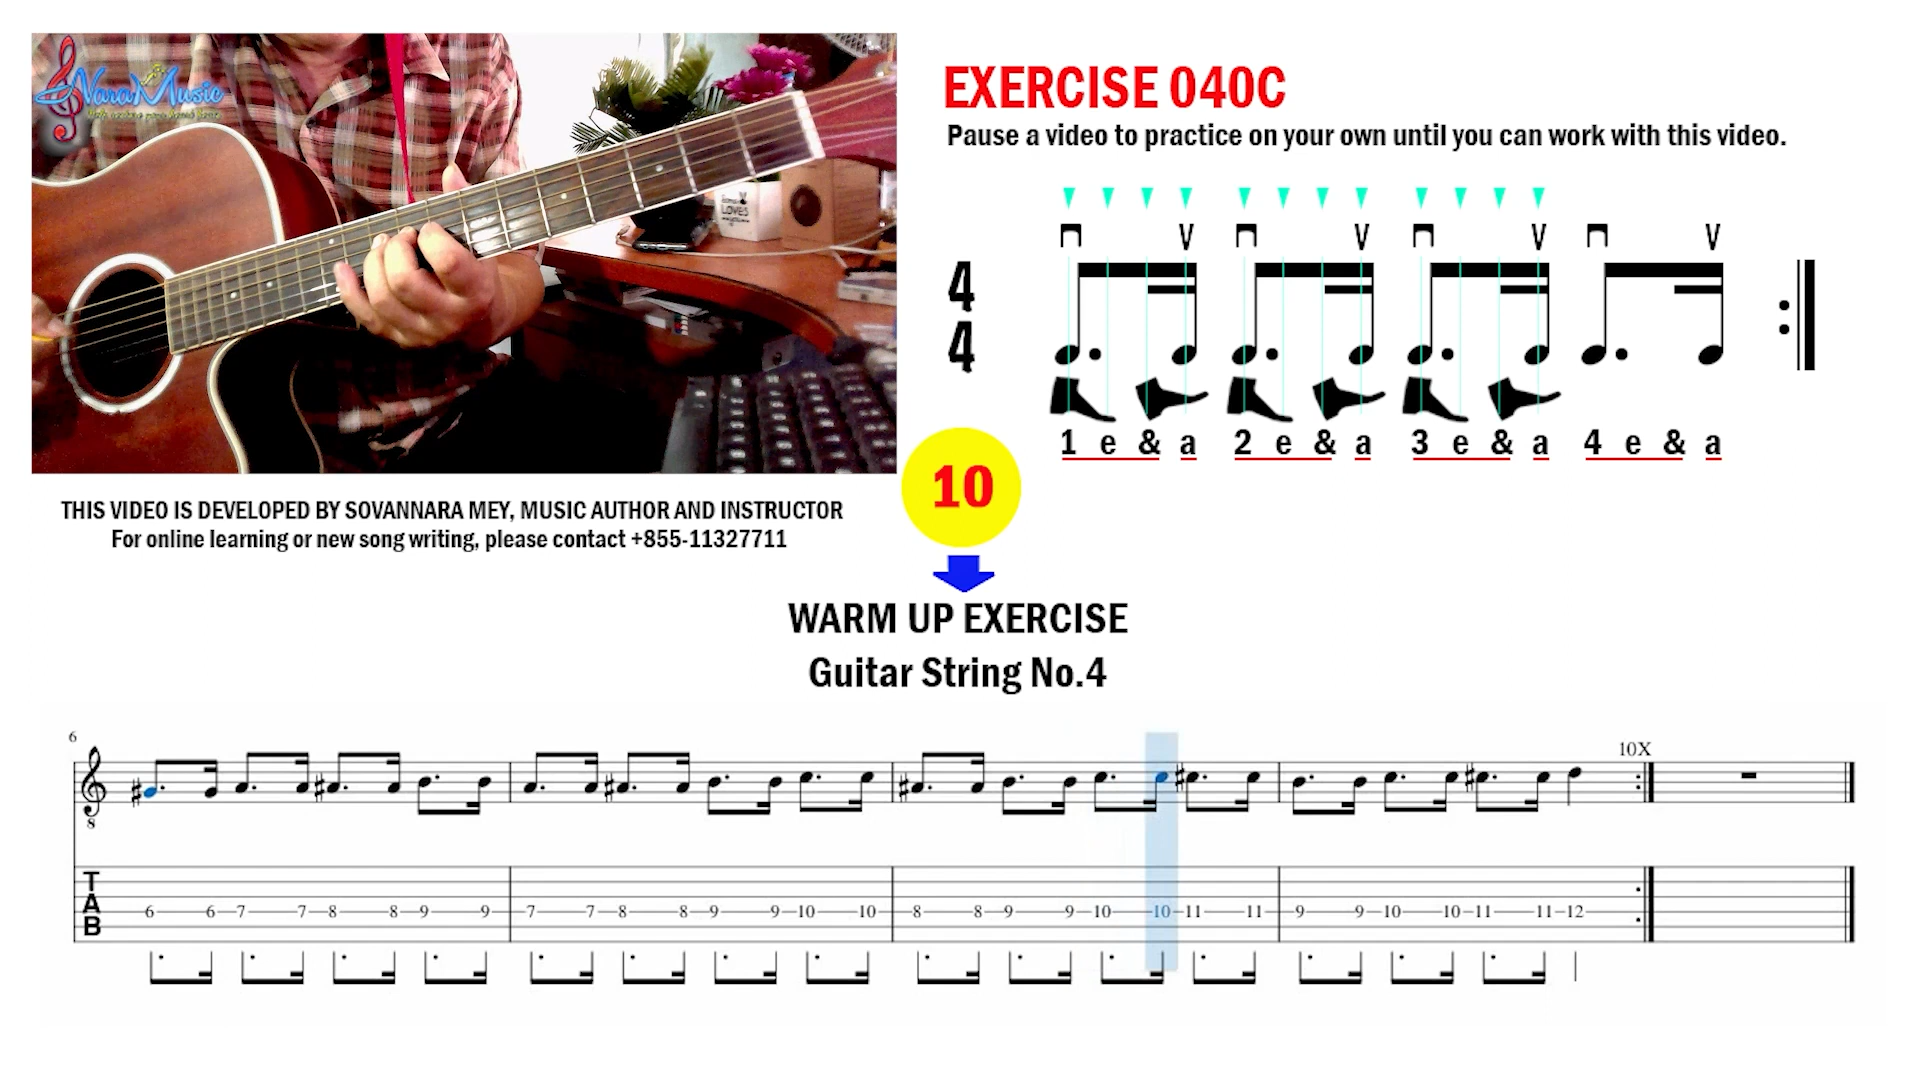 NaraMusic
EXERCISE 040C
Pause a video to practice on your own until you can work with this video.
4
4
1 e & a 2 e & a 3 e & a 4 e & a
THIS VIDEO IS DEVELOPED BY SOVANNARA MEY, MUSIC AUTHOR AND INSTRUCTOR
For online learning or new song writing, please contact +855-11327711
10
WARM UP EXERCISE
Guitar String No.4
6
10X
8
T
A
B
6 6 7 7 8 8 9 9 7 7 8 8 9 9 10 10 8 8 9 9 10 10 11 11 9 9 10 10 11 11 12